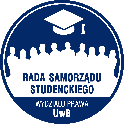 RADA SAMORZĄDU
STUDENCKIEGO
WYDZIAŁU PRAWA
UwB